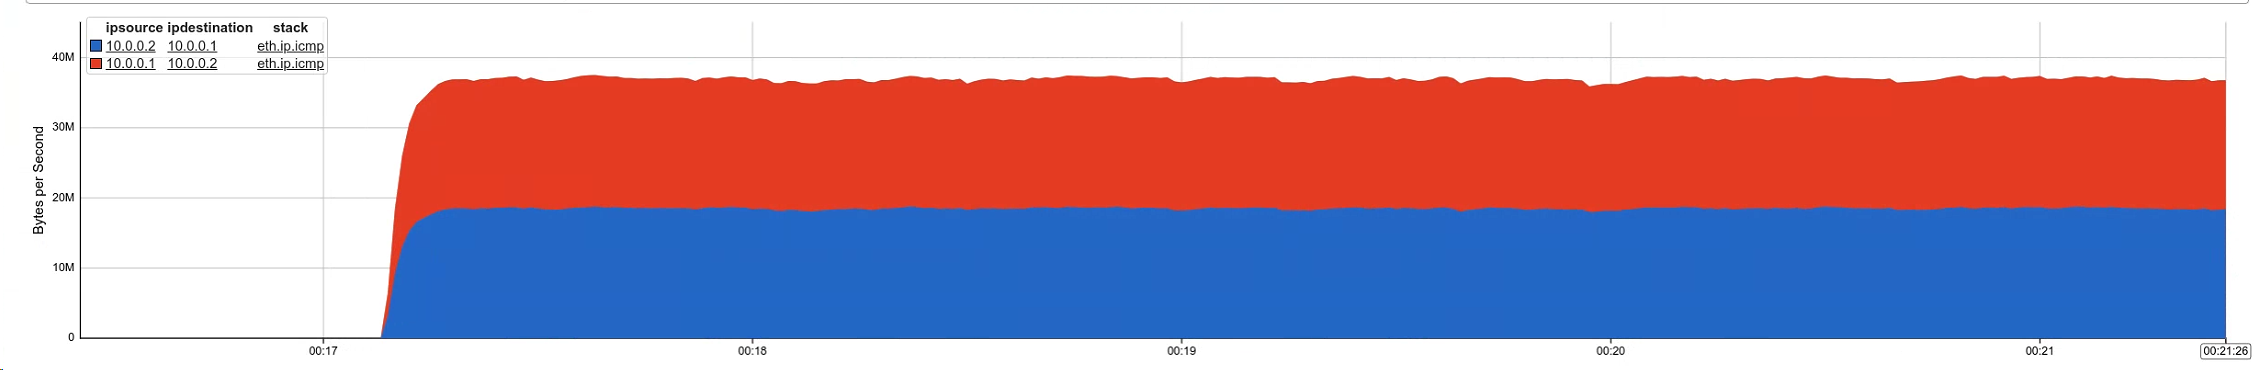 ipsource ipdestination stack
10.0.0.2 10.0.0.1 eth.ip.icmp
10.0.0.1 10.0.0.2 eth.ip.icmp
Bytes per Second
40M
30M
20M
10M
0
00:17 00:18 00:19 00:20 00:21 00:21:26